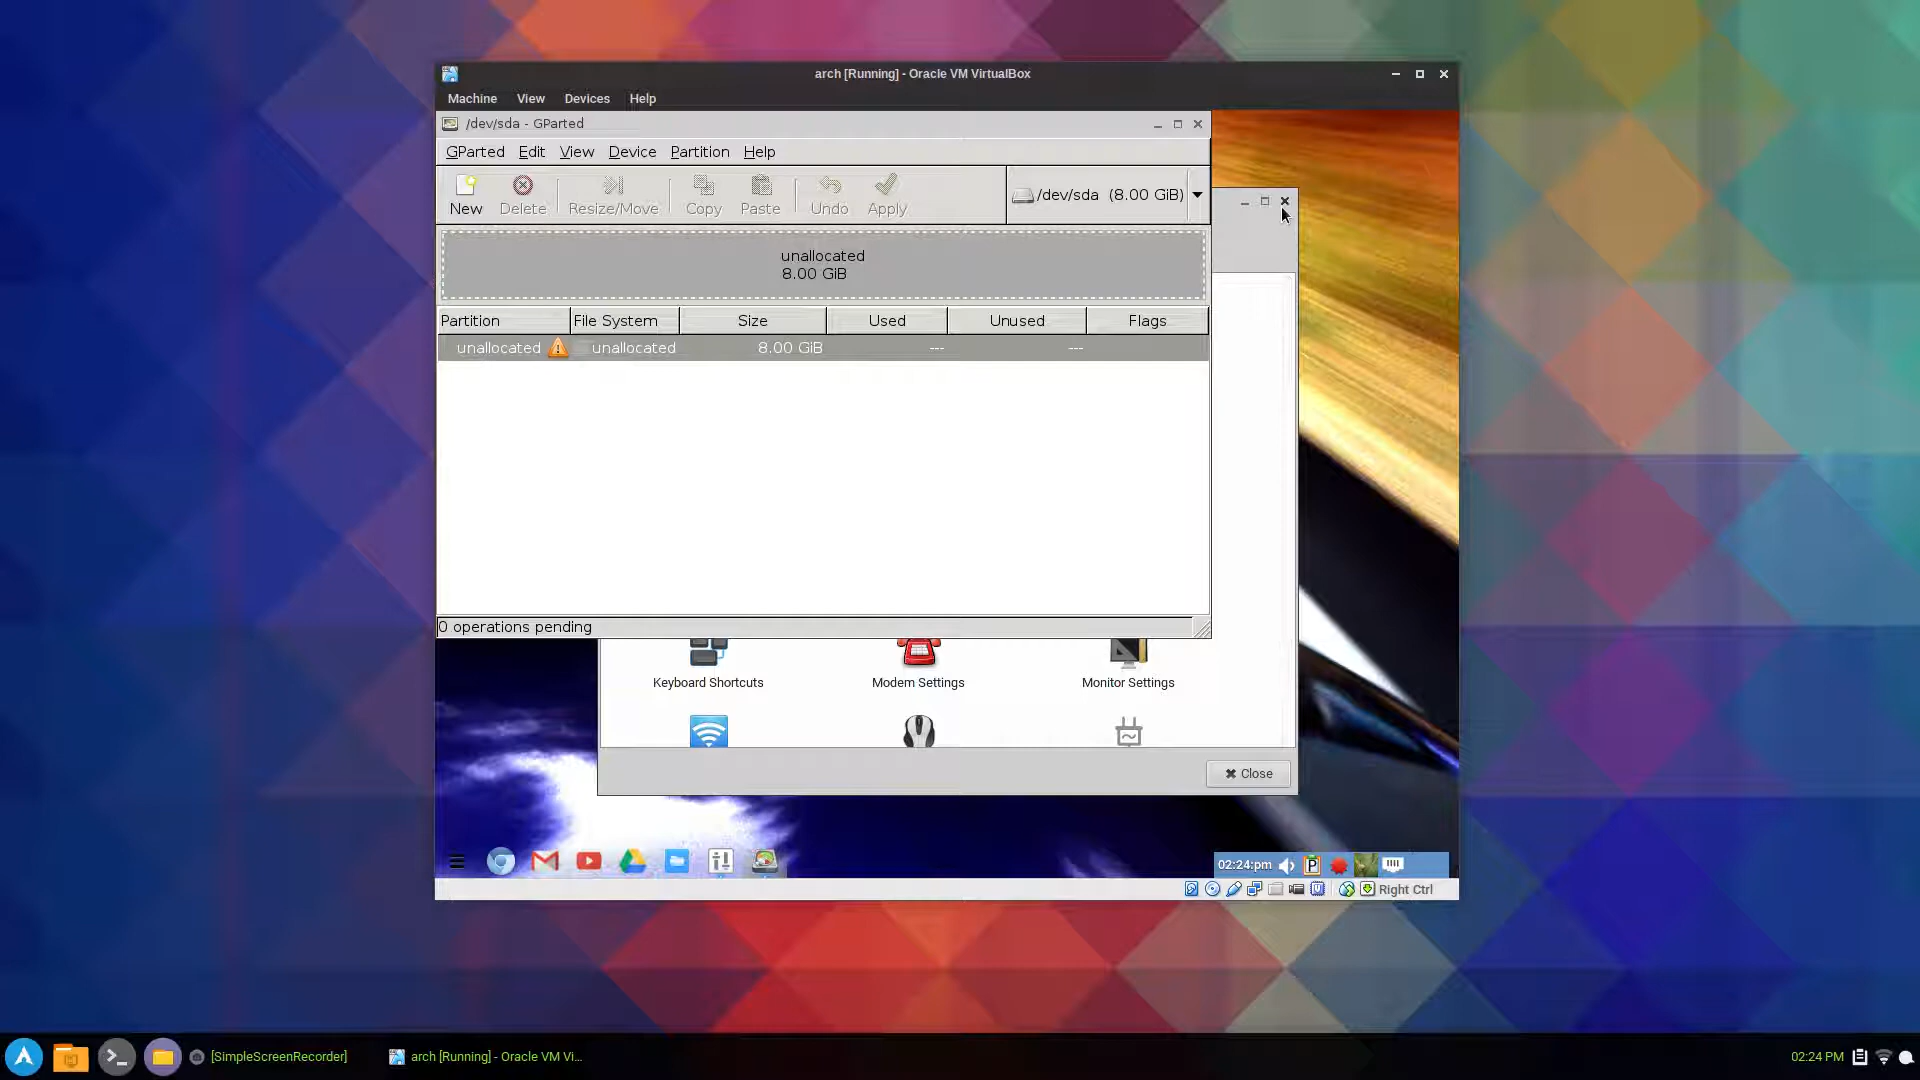 arch [Running] - Oracle VM VirtualBox
Machine View Devices Help
/dev/sda - GParted
GParted Edit View Device Partition Help
New Delete Resize/Move Copy Paste Undo Apply /dev/sda (8.00 GiB)
unallocated
8.00 GiB
Partition File System Size Used Unused Flags
unallocated unallocated 8.00 GiB --- ---
0 operations pending
Keyboard Shortcuts Modem Settings Monitor Settings
Close
02:24:pm P
Right Ctrl
[SimpleScreenRecorder] arch [Running] - Oracle VM Vi... 02:24 PM